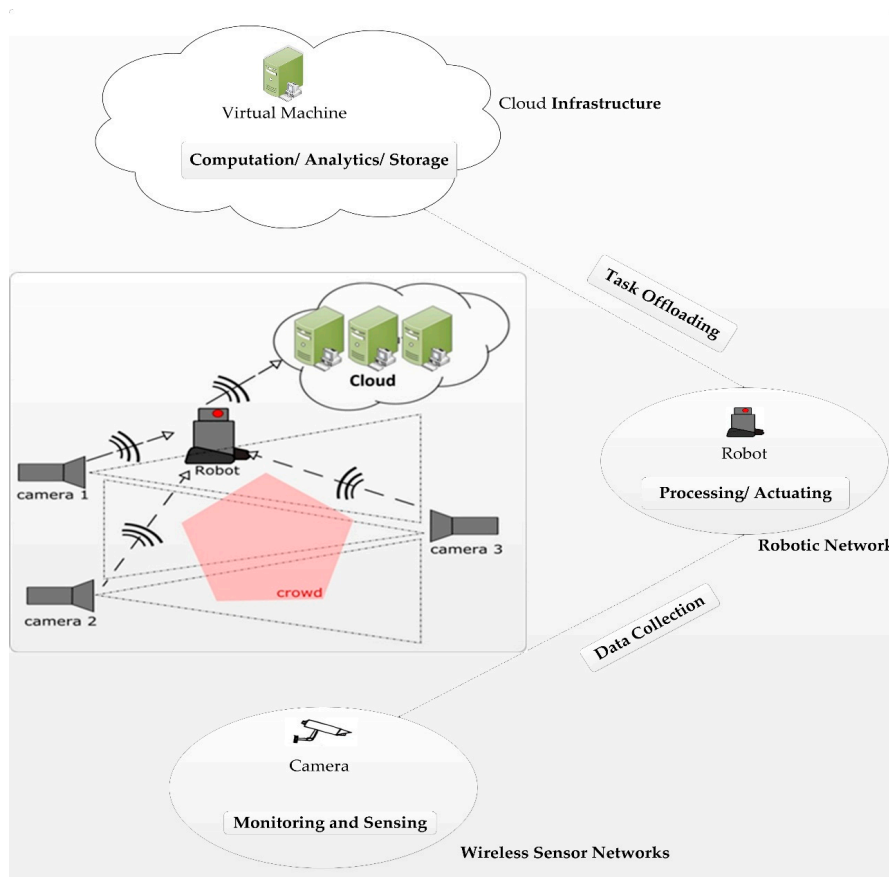 Virtual Machine
Cloud Infrastructure
Computation/ Analytics/ Storage
Task Offloading
Cloud
Robot
camera 1
camera 3
crowd
camera 2
Robot
Processing/ Actuating
Robotic Network
Data Collection
Camera
Monitoring and Sensing
Wireless Sensor Networks